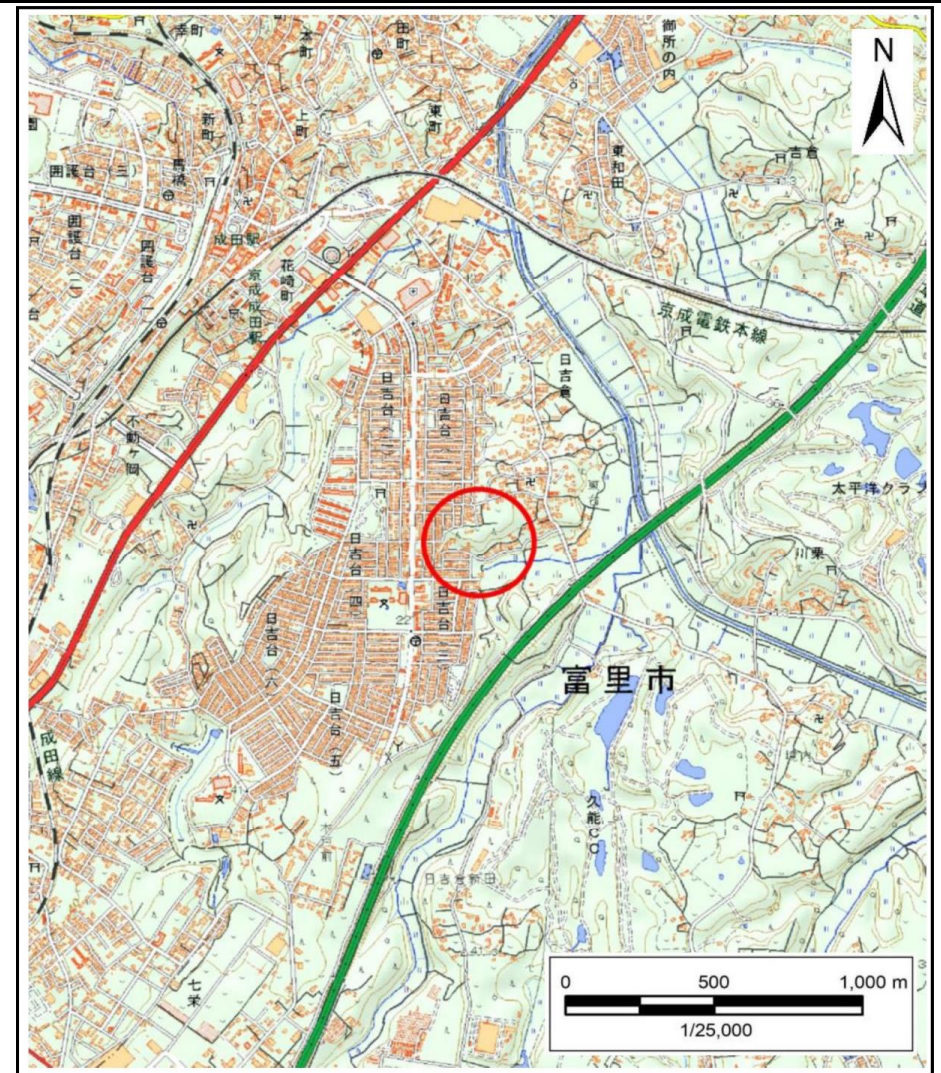 幸町
本町
田町
御所の内
N
新町
上町
東町
馬橋
東和田
吉倉
囲護台(三)
囲護台(二)
囲護台(一)
成田駅
京成成田駅
花崎町
京成電鉄本線
道
日吉倉
日吉台(一)
日吉台(二)
不動ヶ岡
太平洋クラブ
川栗
日吉台(四)
日吉台(三)
22
日吉台(六)
日吉台(五)
富里市
成田線
久能CC
日吉倉新田
七栄
0
500
1,000 m
1/25,000